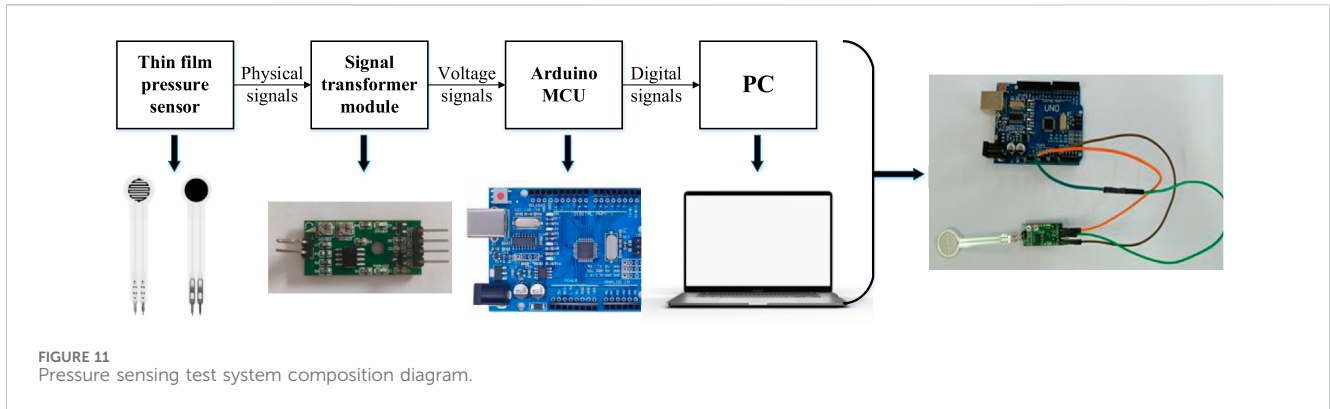 Thin film
pressure
sensor
Physical
signals
Signal
transformer
module
Voltage
signals
Arduino
MCU
Digital
signals
PC
UNO
FIGURE 11
Pressure sensing test system composition diagram.